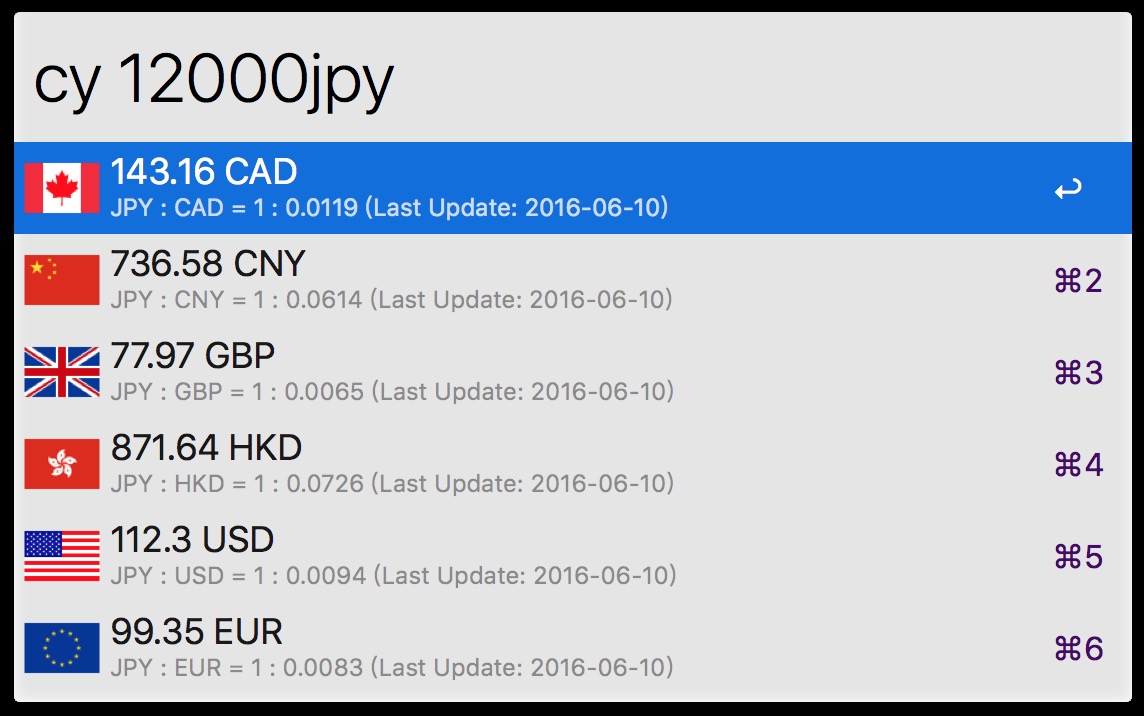 cy 12000jpy
143.16 CAD
JPY : CAD = 1 : 0.0119 (Last Update: 2016-06-10)
↩
736.58 CNY
JPY : CNY = 1 : 0.0614 (Last Update: 2016-06-10)
⌘2
77.97 GBP
JPY : GBP = 1 : 0.0065 (Last Update: 2016-06-10)
⌘3
871.64 HKD
JPY : HKD = 1 : 0.0726 (Last Update: 2016-06-10)
⌘4
112.3 USD
JPY : USD = 1 : 0.0094 (Last Update: 2016-06-10)
⌘5
99.35 EUR
JPY : EUR = 1 : 0.0083 (Last Update: 2016-06-10)
⌘6